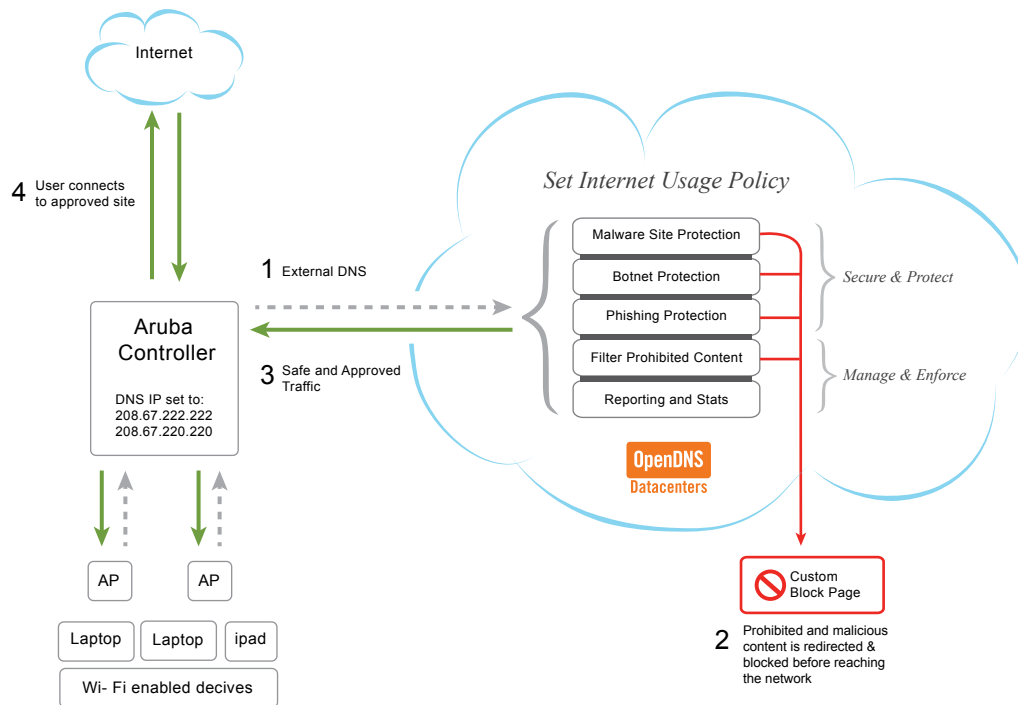 Internet
4
User connects
to approved site
Set Internet Usage Policy
Malware Site Protection
Botnet Protection
Phishing Protection
Filter Prohibited Content
Reporting and Stats
Secure & Protect
Manage & Enforce
1
External DNS
3
Safe and Approved
Traffic
Aruba
Controller
DNS IP set to:
208.67.222.222
208.67.220.220
OpenDNS
Datacenters
AP
AP
Laptop
Laptop
ipad
Wi- Fi enabled decives
Custom
Block Page
2
Prohibited and malicious
content is redirected &
blocked before reaching
the network